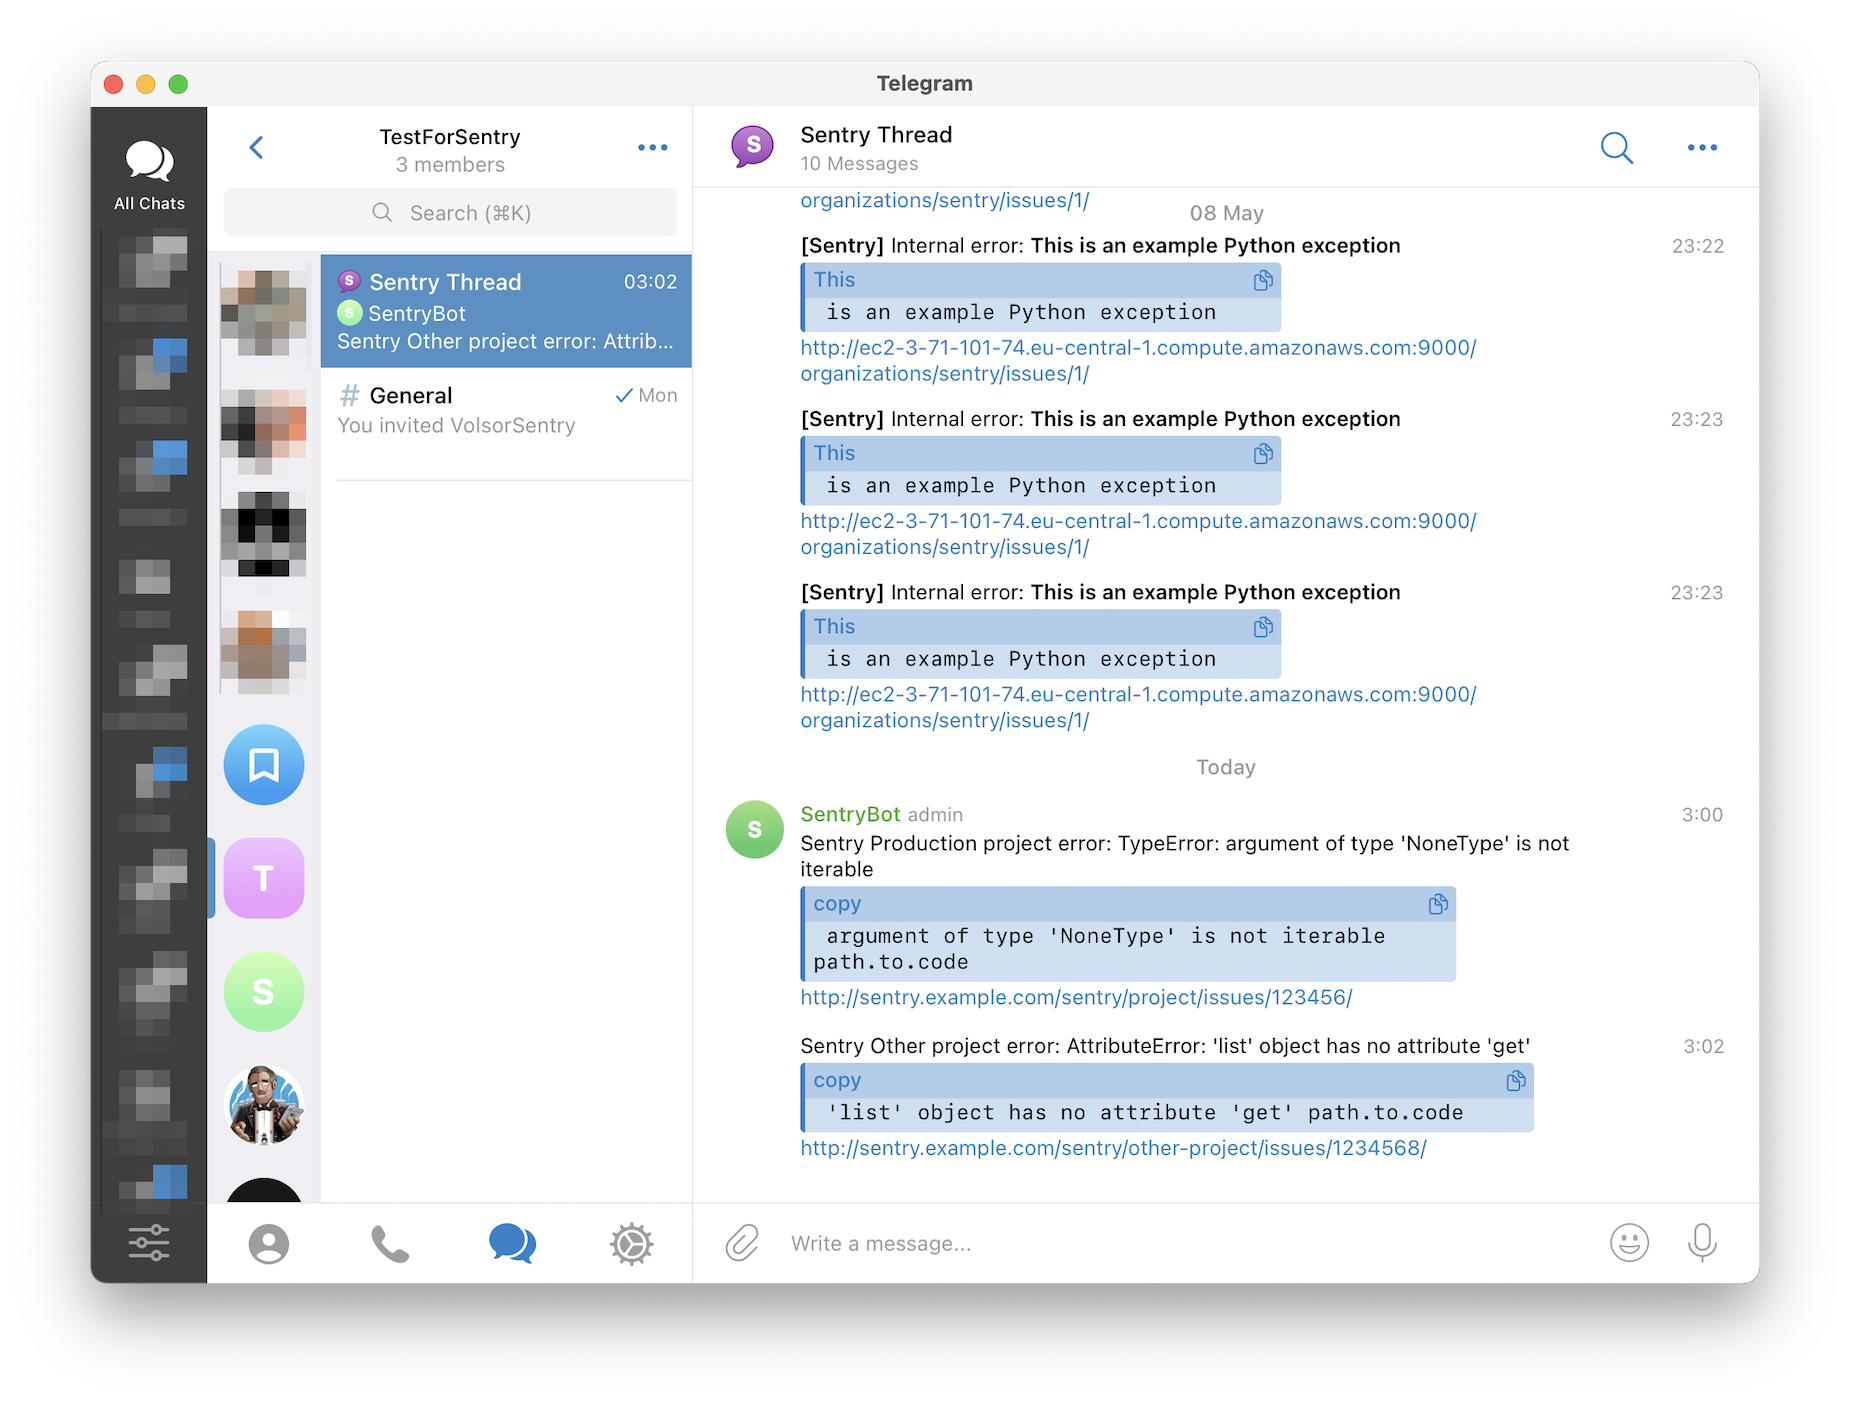 Telegram
All Chats
TestForSentry
3 members
Search (⌘K)
S Sentry Thread 03:02
S SentryBot
Sentry Other project error: Attrib...
# General Mon
You invited VolsorSentry
T
S
S
Sentry Thread
10 Messages
organizations/sentry/issues/1/
08 May
[Sentry] Internal error: This is an example Python exception 23:22
This
is an example Python exception
http://ec2-3-71-101-74.eu-central-1.compute.amazonaws.com:9000/
organizations/sentry/issues/1/
[Sentry] Internal error: This is an example Python exception 23:23
This
is an example Python exception
http://ec2-3-71-101-74.eu-central-1.compute.amazonaws.com:9000/
organizations/sentry/issues/1/
[Sentry] Internal error: This is an example Python exception 23:23
This
is an example Python exception
http://ec2-3-71-101-74.eu-central-1.compute.amazonaws.com:9000/
organizations/sentry/issues/1/
Today
S
SentryBot admin 3:00
Sentry Production project error: TypeError: argument of type 'NoneType' is not
iterable
copy
argument of type 'NoneType' is not iterable
path.to.code
http://sentry.example.com/sentry/project/issues/123456/
Sentry Other project error: AttributeError: 'list' object has no attribute 'get' 3:02
copy
'list' object has no attribute 'get' path.to.code
http://sentry.example.com/sentry/other-project/issues/1234568/
Write a message...